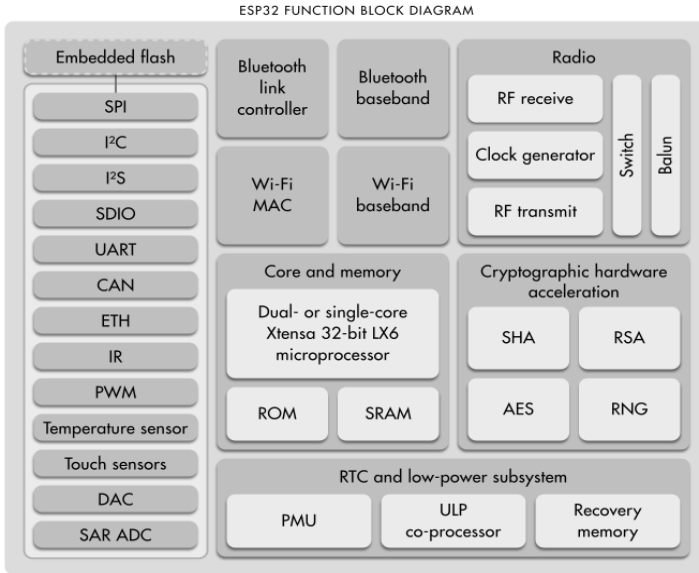 ESP32 FUNCTION BLOCK DIAGRAM
Embedded flash
SPI
I²C
I²S
SDIO
UART
CAN
ETH
IR
PWM
Temperature sensor
Touch sensors
DAC
SAR ADC
Bluetooth
link
controller
Bluetooth
baseband
Wi-Fi
MAC
Wi-Fi
baseband
Radio
RF receive
Clock generator
RF transmit
Switch
Balun
Core and memory
Dual- or single-core
Xtensa 32-bit LX6
microprocessor
ROM
SRAM
Cryptographic hardware
acceleration
SHA
RSA
AES
RNG
RTC and low-power subsystem
PMU
ULP
co-processor
Recovery
memory